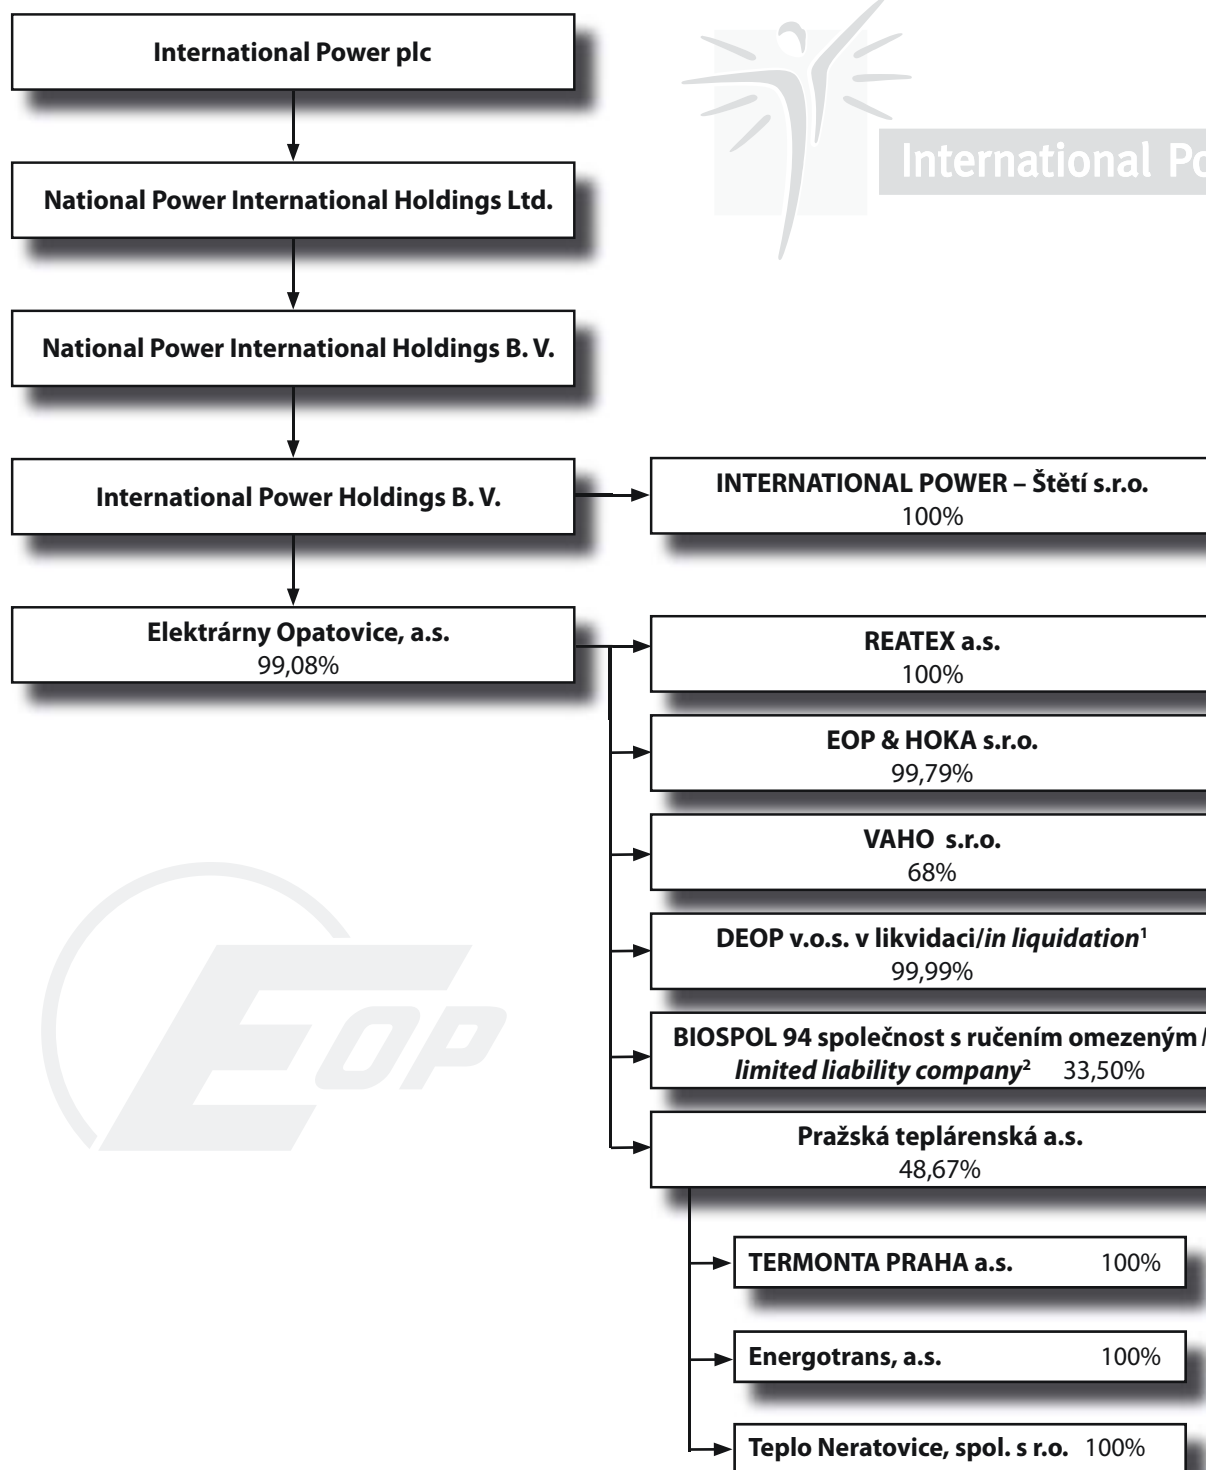 International Power plc
International Po
National Power International Holdings Ltd.
National Power International Holdings B. V.
International Power Holdings B. V.
INTERNATIONAL POWER – Štětí s.r.o.
100%
Elektrárny Opatovice, a.s.
99,08%
REATEX a.s.
100%
EOP & HOKA s.r.o.
99,79%
VAHO s.r.o.
68%
DEOP v.o.s. v likvidaci/in liquidation¹
99,99%
BIOSPOL 94 společnost s ručením omezeným /
limited liability company² 33,50%
EOP
Pražská teplárenská a.s.
48,67%
TERMONTA PRAHA a.s. 100%
Energotrans, a.s. 100%
Teplo Neratovice, spol. s r.o. 100%